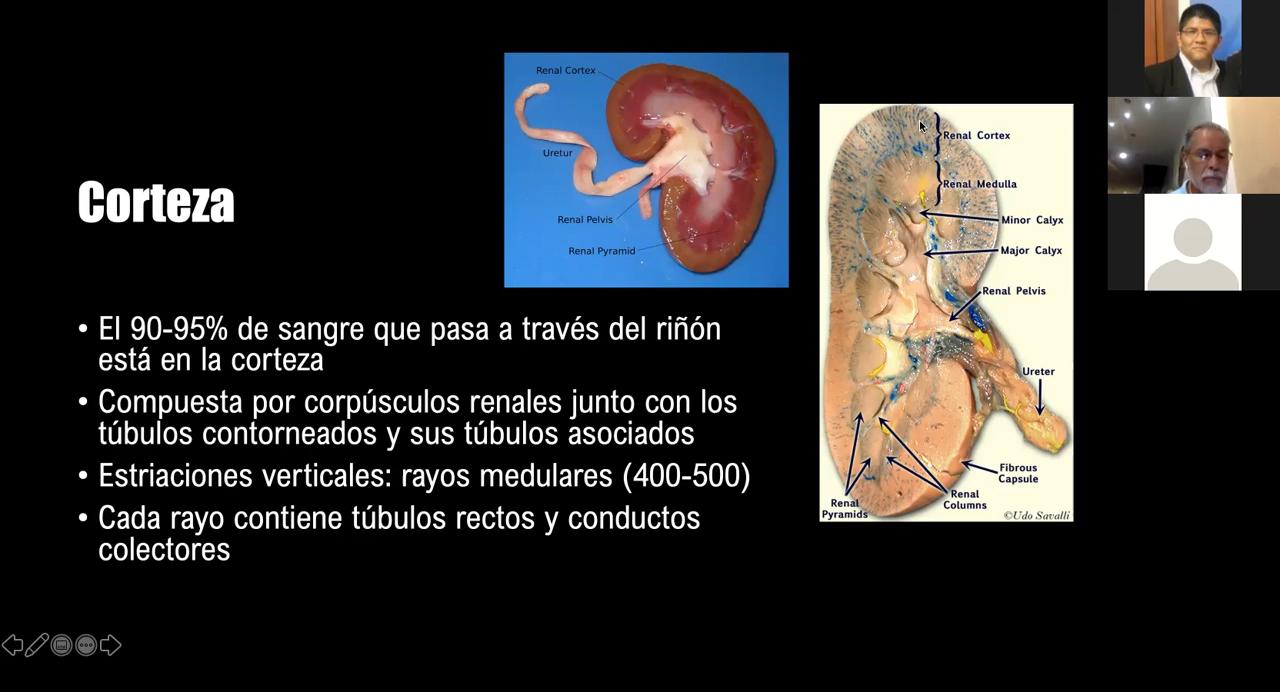 Corteza
• El 90-95% de sangre que pasa a través del riñón
está en la corteza
• Compuesta por corpúsculos renales junto con los
túbulos contorneados y sus túbulos asociados
• Estriaciones verticales: rayos medulares (400-500)
• Cada rayo contiene túbulos rectos y conductos
colectores
Renal Cortex
Uretur
Renal Pelvis
Renal Pyramid
Renal Cortex
Renal Medulla
Minor Calyx
Major Calyx
Renal Pelvis
Ureter
Fibrous
Capsule
Renal
Columns
Renal
Pyramids
©Udo Savalli